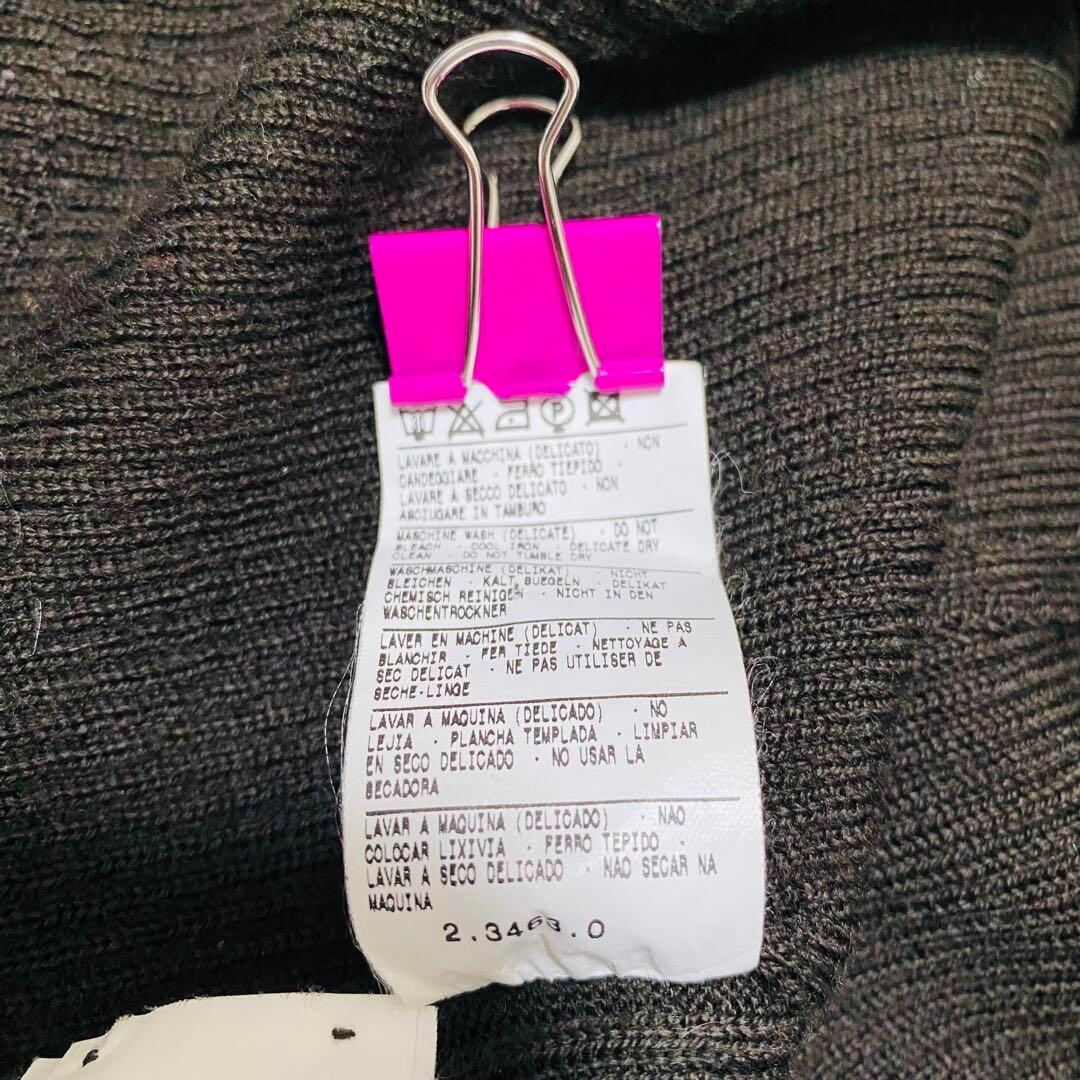 LAVARE A MACCHINA (DELICATO) · NON
CANDEGGIARE · FERRO TIEPIDO ·
LAVARE A SECCO DELICATO · NON
ASCIUGARE IN TAMBURO
MASCHINE WASH (DELICATE) · DO NOT
BLEACH · COOL IRON · DELICATE DRY
CLEAN · DO NOT TUMBLE DRY
WASCHMASCHINE (DELIKAT) · NICHT
BLEICHEN · KALT BUEGELN · DELIKAT
CHEMISCH REINIGEN · NICHT IN DEN
WASCHENTROCKNER
LAVER EN MACHINE (DELICAT) · NE PAS
BLANCHIR · FER TIEDE · NETTOYAGE A
SEC DELICAT · NE PAS UTILISER DE
SECHE-LINGE
LAVAR A MAQUINA (DELICADO) · NO
LEJIA · PLANCHA TEMPLADA · LIMPIAR
EN SECO DELICADO · NO USAR LA
SECADORA
LAVAR A MAQUINA (DELICADO) · NAO
COLOCAR LIXIVIA · FERRO TEPIDO ·
LAVAR A SECO DELICADO · NAO SECAR NA
MAQUINA
2.3463.0